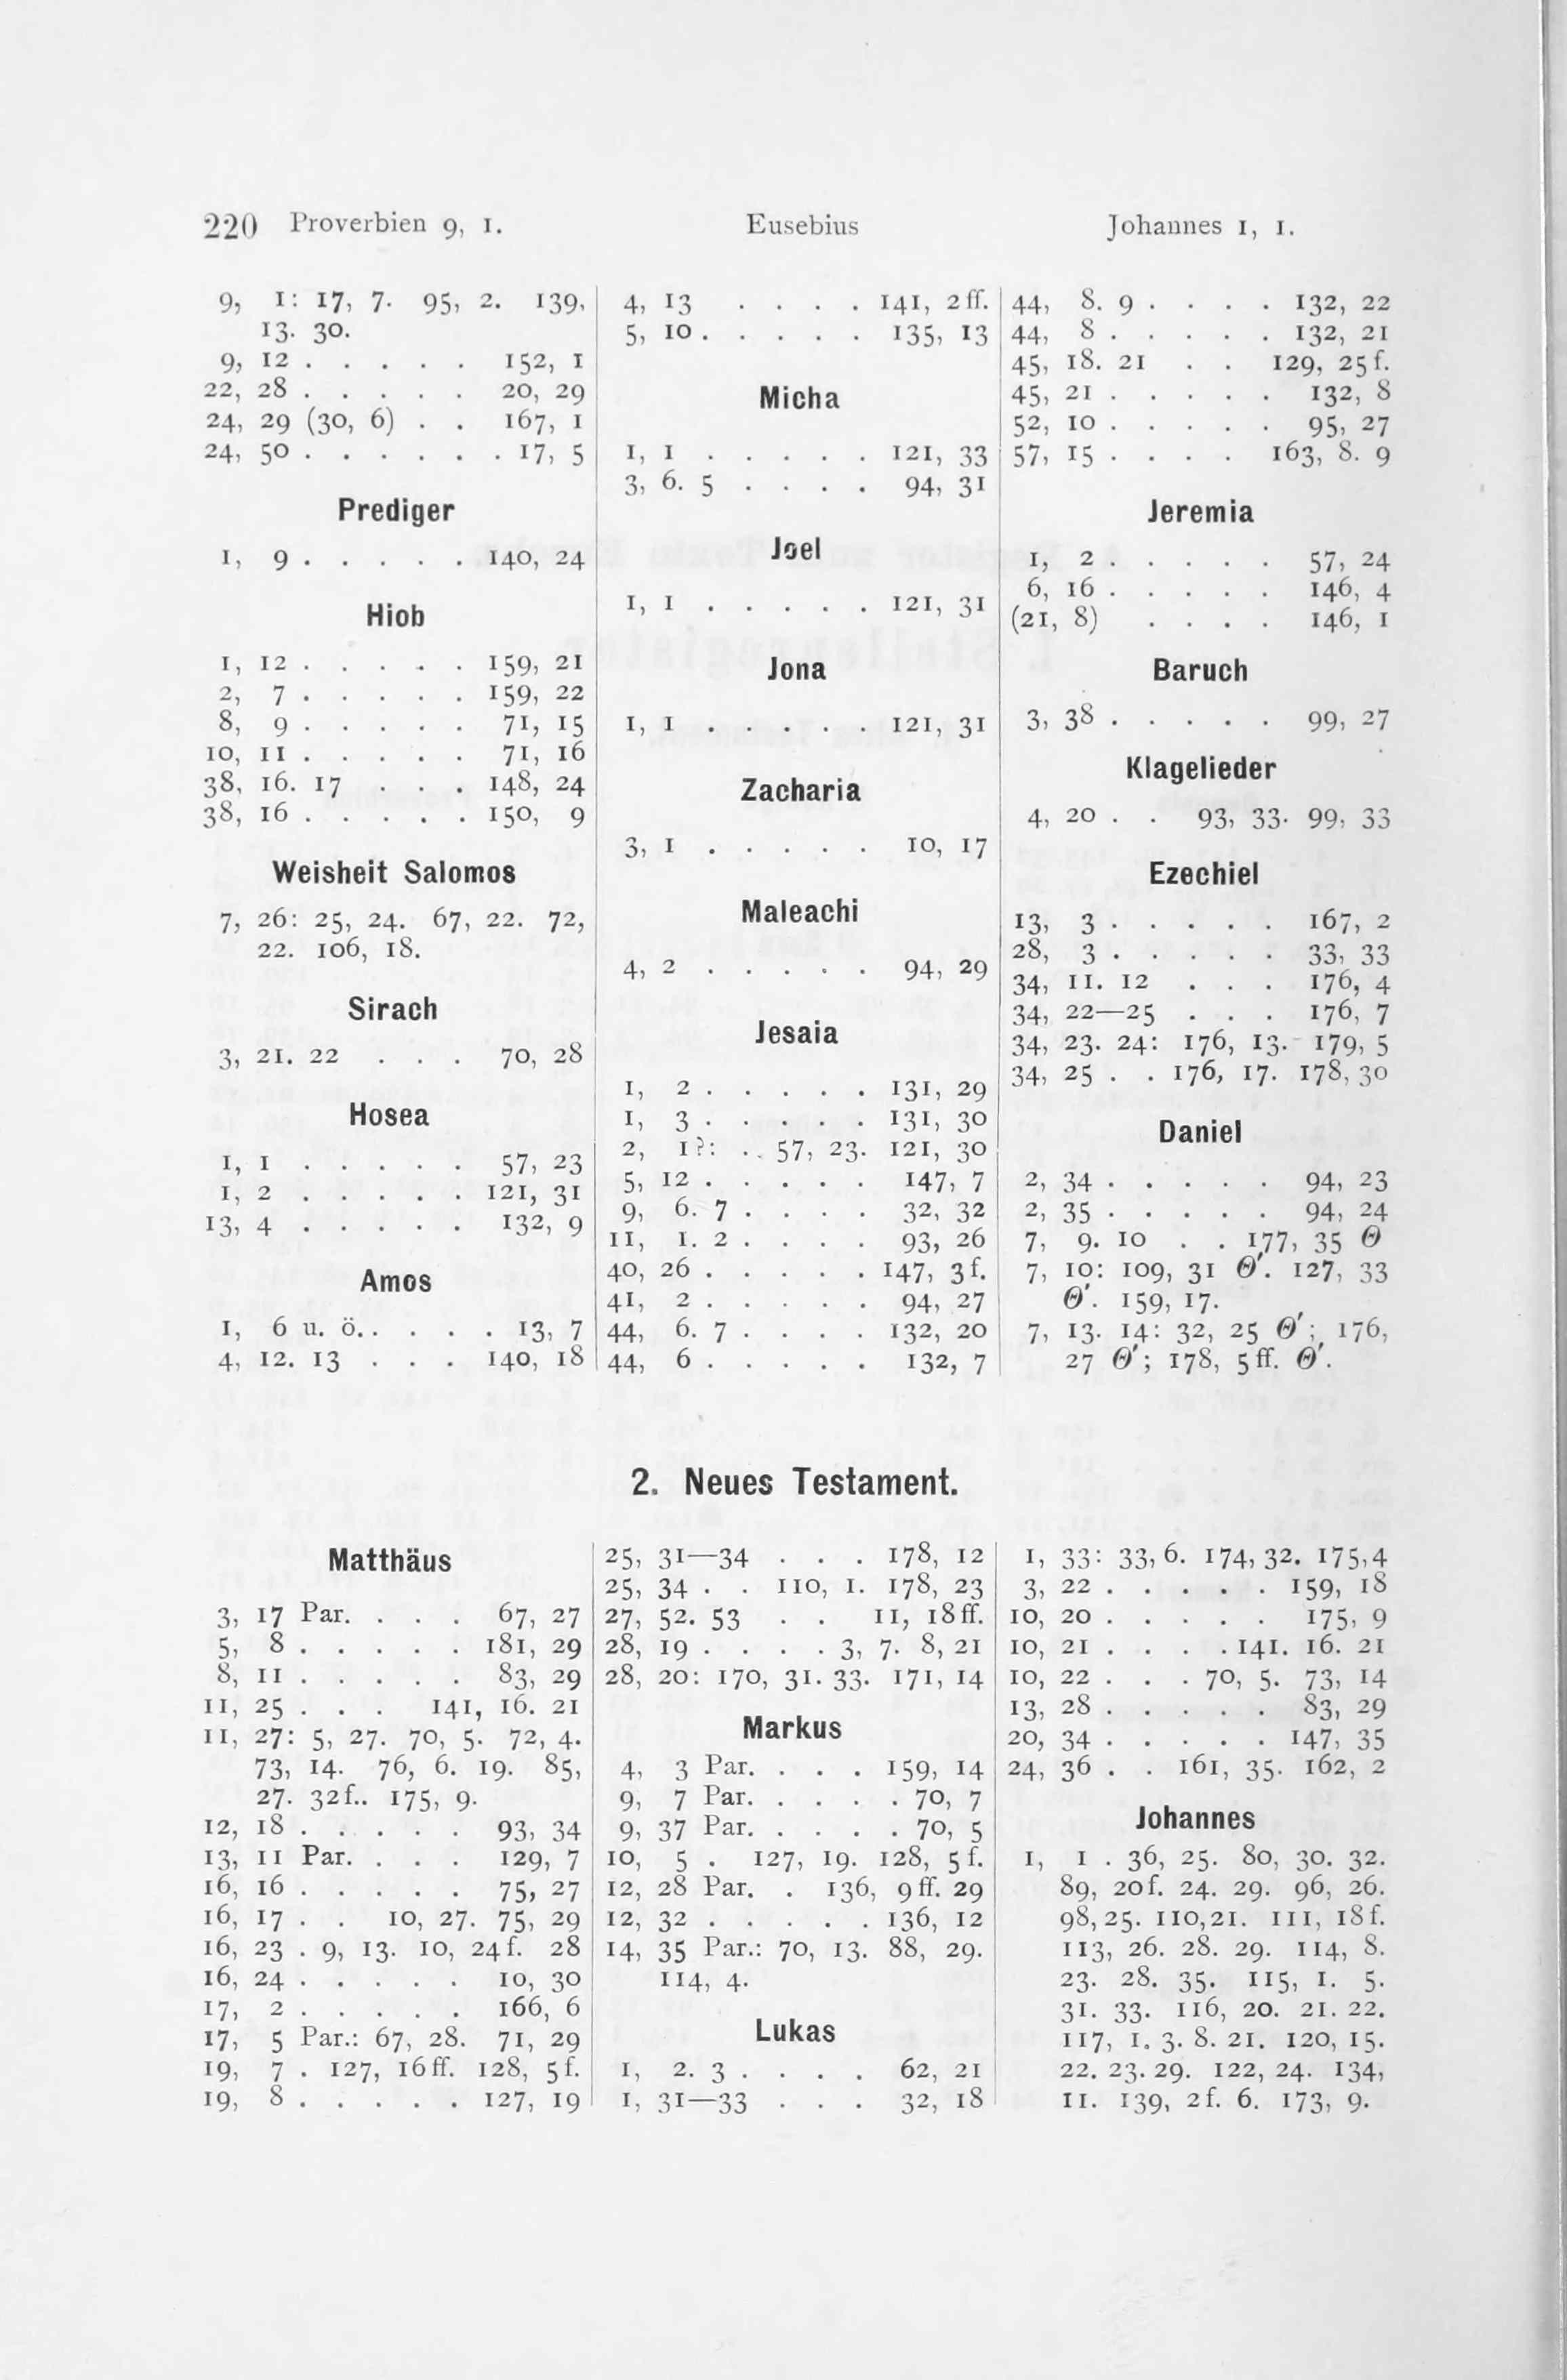 220 Proverbien 9, 1. Eusebius Johannes 1, 1.
9, 1: 17, 7. 95, 2. 139,
13. 30.
9, 12 . . . . . 152, 1
22, 28 . . . . . 20, 29
24, 29 (30, 6) . . 167, 1
24, 50 . . . . . . 17, 5
Prediger
1, 9 . . . . . 140, 24
Hiob
1, 12 . . . . . 159, 21
2, 7 . . . . . 159, 22
8, 9 . . . . . 71, 15
10, 11 . . . . . 71, 16
38, 16. 17 . . . 148, 24
38, 16 . . . . . 150, 9
Weisheit Salomos
7, 26: 25, 24. 67, 22. 72,
22. 106, 18.
Sirach
3, 21. 22 . . . 70, 28
Hosea
1, 1 . . . . . 57, 23
1, 2 . . . . . 121, 31
13, 4 . . . . . 132, 9
Amos
1, 6 u. ö. . . . . 13, 7
4, 12. 13 . . . 140, 18
4, 13 . . . . 141, 2ff.
5, 10 . . . . . 135, 13
Micha
1, 1 . . . . . 121, 33
3, 6. 5 . . . . 94, 31
Joel
1, 1 . . . . . 121, 31
Jona
1, 1 . . . . . 121, 31
Zacharia
3, 1 . . . . . 10, 17
Maleachi
4, 2 . . . . . 94, 29
Jesaia
1, 2 . . . . . 131, 29
1, 3 . . . . . 131, 30
2, 1?: . . 57, 23. 121, 30
5, 12 . . . . . 147, 7
9, 6. 7 . . . . 32, 32
11, 1. 2 . . . . 93, 26
40, 26 . . . . . 147, 3f.
41, 2 . . . . . 94, 27
44, 6. 7 . . . . 132, 20
44, 6 . . . . . 132, 7
44, 8. 9 . . . . 132, 22
44, 8 . . . . . 132, 21
45, 18. 21 . . 129, 25f.
45, 21 . . . . . 132, 8
52, 10 . . . . . 95, 27
57, 15 . . . . 163, 8. 9
Jeremia
1, 2 . . . . . 57, 24
6, 16 . . . . . 146, 4
(21, 8) . . . . 146, 1
Baruch
3, 38 . . . . . 99, 27
Klagelieder
4, 20 . . 93, 33. 99, 33
Ezechiel
13, 3 . . . . . 167, 2
28, 3 . . . . . 33, 33
34, 11. 12 . . . 176, 4
34, 22—25 . . . 176, 7
34, 23. 24: 176, 13. 179, 5
34, 25 . . 176, 17. 178, 30
Daniel
2, 34 . . . . . 94, 23
2, 35 . . . . . 94, 24
7, 9. 10 . . 177, 35 Θ
7, 10: 109, 31 Θ′. 127, 33
Θ′. 159, 17.
7, 13. 14: 32, 25 Θ′; 176,
27 Θ′; 178, 5ff. Θ′.
2. Neues Testament.
Matthäus
3, 17 Par. . . . 67, 27
5, 8 . . . . . 181, 29
8, 11 . . . . . 83, 29
11, 25 . . . 141, 16. 21
11, 27: 5, 27. 70, 5. 72, 4.
73, 14. 76, 6. 19. 85,
27. 32f.. 175, 9.
12, 18 . . . . . 93, 34
13, 11 Par. . . . 129, 7
16, 16 . . . . . 75, 27
16, 17 . . 10, 27. 75, 29
16, 23 . 9, 13. 10, 24f. 28
16, 24 . . . . . 10, 30
17, 2 . . . . . 166, 6
17, 5 Par.: 67, 28. 71, 29
19, 7 . 127, 16ff. 128, 5f.
19, 8 . . . . . 127, 19
25, 31—34 . . . 178, 12
25, 34 . . 110, 1. 178, 23
27, 52. 53 . . 11, 18ff.
28, 19 . . . . 3, 7. 8, 21
28, 20: 170, 31. 33. 171, 14
Markus
4, 3 Par. . . . 159, 14
9, 7 Par. . . . . 70, 7
9, 37 Par. . . . . 70, 5
10, 5 . 127, 19. 128, 5f.
12, 28 Par. . 136, 9ff. 29
12, 32 . . . . . 136, 12
14, 35 Par.: 70, 13. 88, 29.
114, 4.
Lukas
1, 2. 3 . . . . 62, 21
1, 31—33 . . . 32, 18
1, 33: 33, 6. 174, 32. 175, 4
3, 22 . . . . . 159, 18
10, 20 . . . . . 175, 9
10, 21 . . . . 141. 16. 21
10, 22 . . . 70, 5. 73, 14
13, 28 . . . . . 83, 29
20, 34 . . . . . 147, 35
24, 36 . . 161, 35. 162, 2
Johannes
1, 1 . 36, 25. 80, 30. 32.
89, 20f. 24. 29. 96, 26.
98, 25. 110, 21. 111, 18f.
113, 26. 28. 29. 114, 8.
23. 28. 35. 115, 1. 5.
31. 33. 116, 20. 21. 22.
117, 1. 3. 8. 21. 120, 15.
22. 23. 29. 122, 24. 134,
11. 139, 2f. 6. 173, 9.